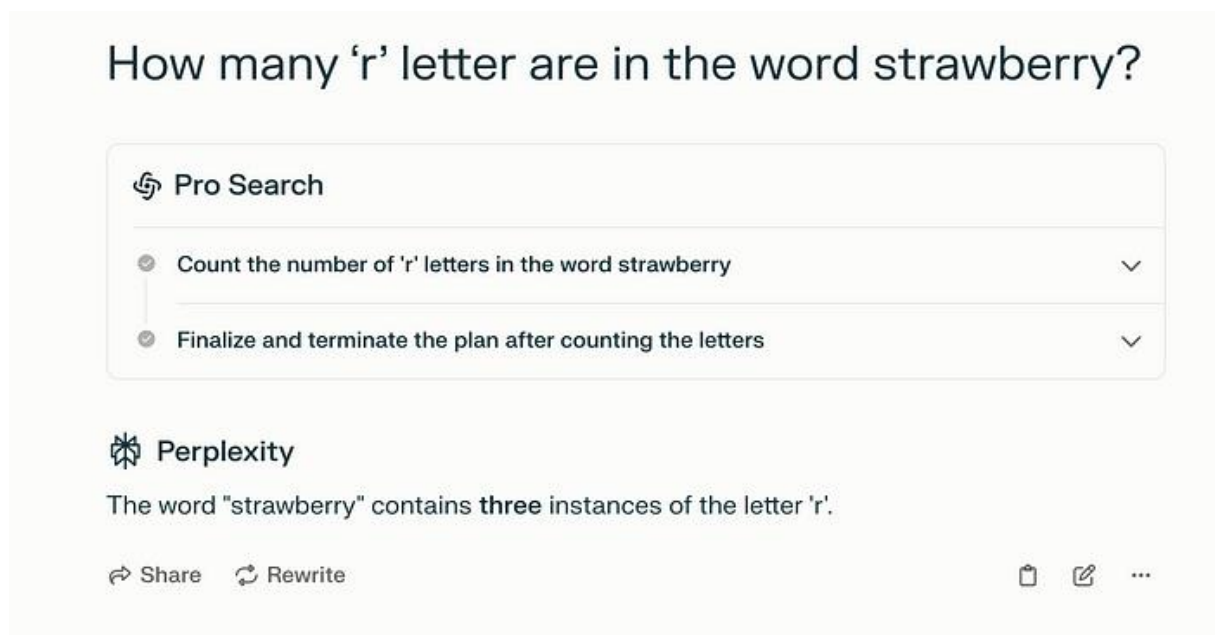 How many ‘r’ letter are in the word strawberry?
Pro Search
Count the number of 'r' letters in the word strawberry
Finalize and terminate the plan after counting the letters
Perplexity
The word "strawberry" contains three instances of the letter 'r'.
Share Rewrite